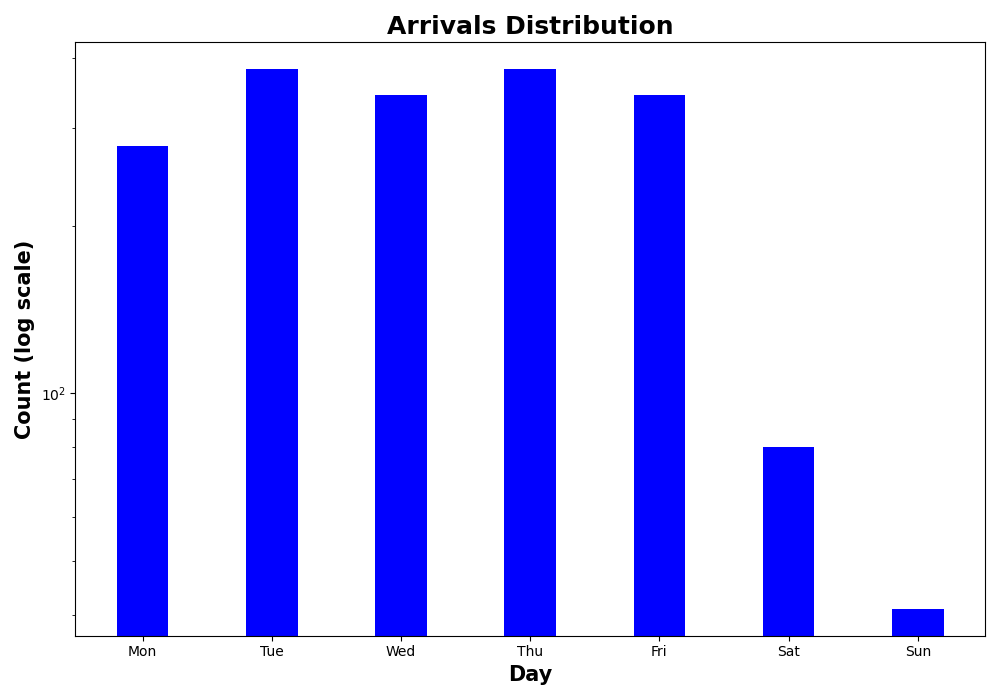 Arrivals Distribution
Count (log scale)
10²
Mon Tue Wed Thu Fri Sat Sun
Day